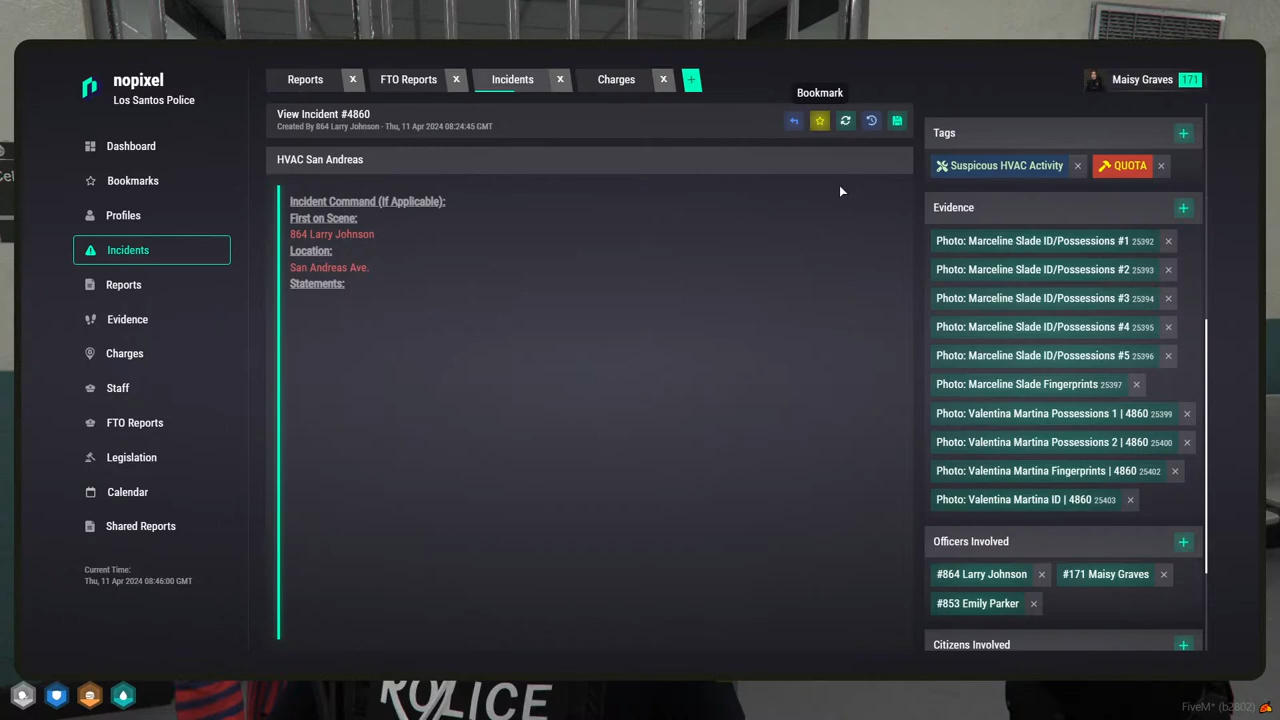 nopixel
Los Santos Police
Dashboard
Bookmarks
Profiles
Incidents
Reports
Evidence
Charges
Staff
FTO Reports
Legislation
Calendar
Shared Reports
Current Time:
Thu, 11 Apr 2024 08:46:00 GMT
Reports x FTO Reports x Incidents x Charges x +
Bookmark
Maisy Graves 171
View Incident #4860
Created By 864 Larry Johnson - Thu, 11 Apr 2024 08:24:45 GMT
HVAC San Andreas
Incident Command (If Applicable):
First on Scene:
864 Larry Johnson
Location:
San Andreas Ave.
Statements:
Tags +
Suspicous HVAC Activity × QUOTA ×
Evidence +
Photo: Marceline Slade ID/Possessions #1 25392 ×
Photo: Marceline Slade ID/Possessions #2 25393 ×
Photo: Marceline Slade ID/Possessions #3 25394 ×
Photo: Marceline Slade ID/Possessions #4 25395 ×
Photo: Marceline Slade ID/Possessions #5 25396 ×
Photo: Marceline Slade Fingerprints 25397 ×
Photo: Valentina Martina Possessions 1 | 4860 25399 ×
Photo: Valentina Martina Possessions 2 | 4860 25400 ×
Photo: Valentina Martina Fingerprints | 4860 25402 ×
Photo: Valentina Martina ID | 4860 25403 ×
Officers Involved +
#864 Larry Johnson × #171 Maisy Graves ×
#853 Emily Parker ×
Citizens Involved +
POLICE
FiveM* (b2802)